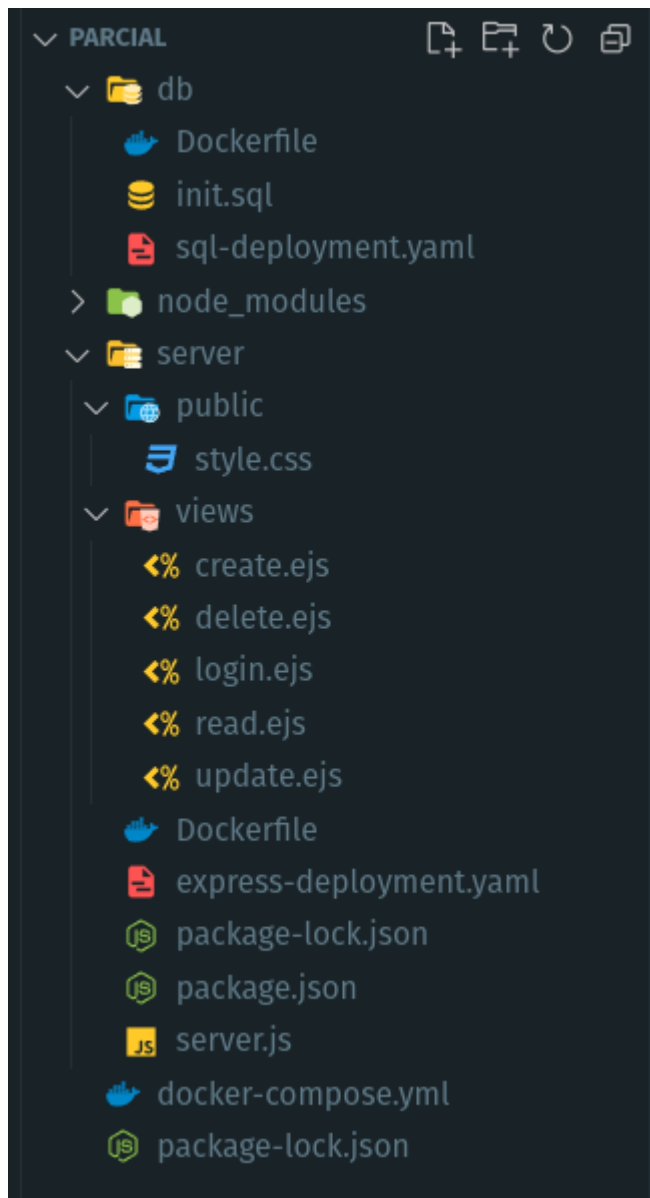 PARCIAL
db
Dockerfile
init.sql
sql-deployment.yaml
node_modules
server
public
style.css
views
create.ejs
delete.ejs
login.ejs
read.ejs
update.ejs
Dockerfile
express-deployment.yaml
package-lock.json
package.json
server.js
docker-compose.yml
package-lock.json